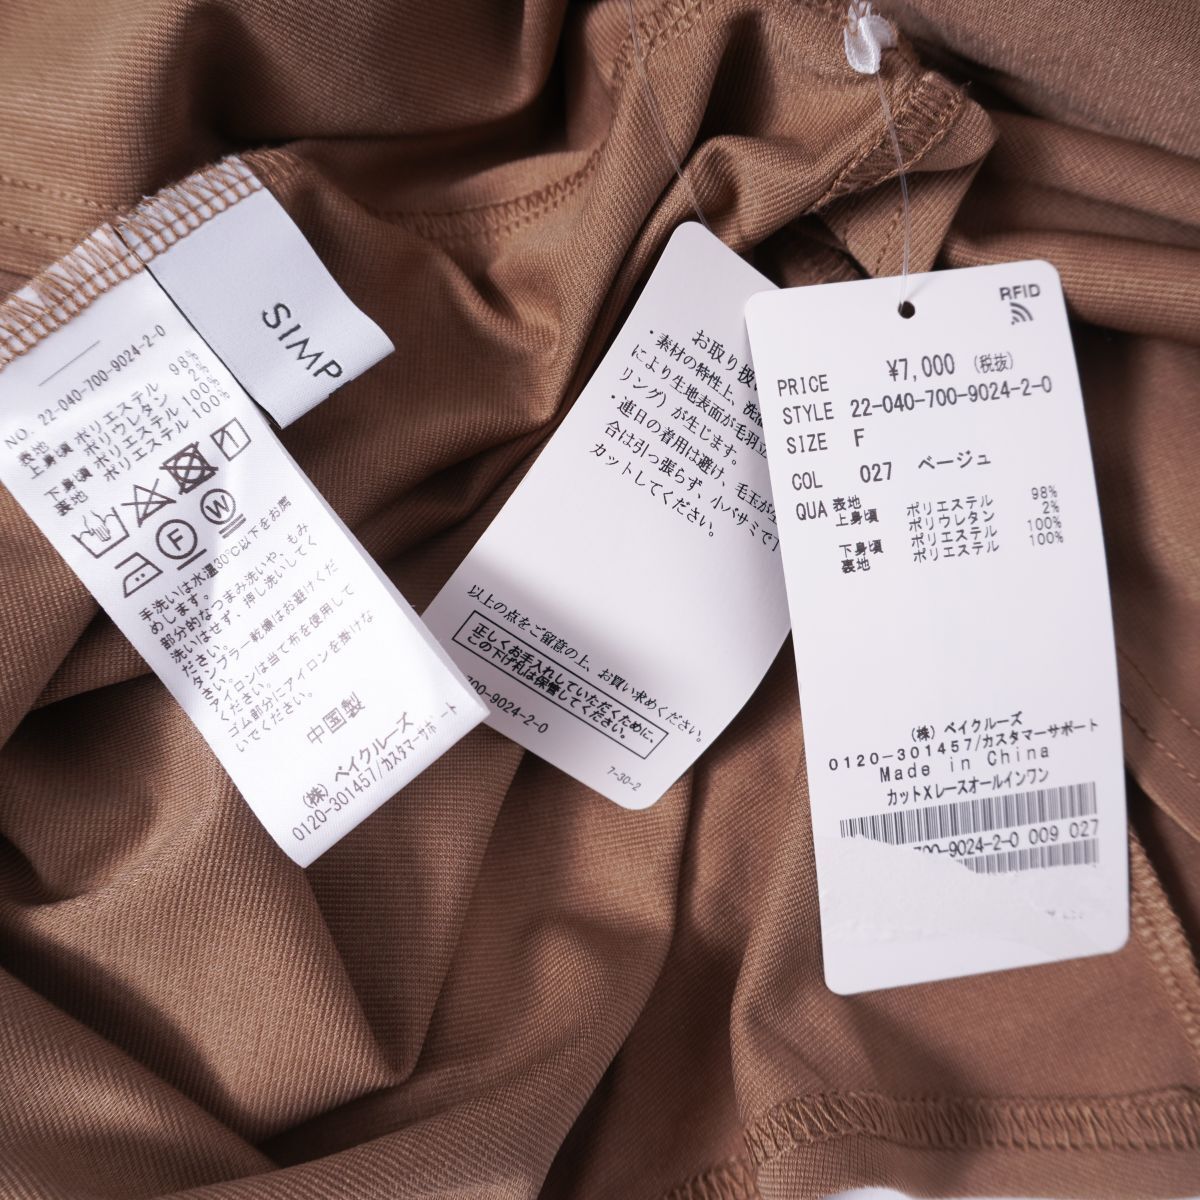 SIMP
NO. 22-040-700-9024-2-0
表地
上身頃 ポリエステル 98%
ポリウレタン 2%
下身頃 ポリエステル 100%
裏地 ポリエステル 100%
1
F
W
手洗いは水温30℃以下をお薦
めします。
部分的なつまみ洗いや、もみ
洗いはせず、押し洗いしてく
ださい。
タンブラー乾燥はお避けくだ
さい。
アイロンは当て布を使用して
ください。
ゴム部分にアイロンを掛けな
いでください。
中国製
(株)ベイクルーズ
0120-301457/カスタマーサポート
お取り扱
・素材の特性上、洗濯
により生地表面が毛羽立
リング)が生じます。
・連日の着用は避け、毛玉が生
合は引っ張らず、小バサミで丁
カットしてください。
以上の点をご留意の上、お買い求めください。
正しくお手入れしていただくために、
この下げ札は保管してください。
700-9024-2-0
7-30-2
RFID
PRICE ¥7,000 (税抜)
STYLE 22-040-700-9024-2-0
SIZE F
COL 027 ベージュ
QUA 表地
上身頃 ポリエステル 98%
ポリウレタン 2%
下身頃 ポリエステル 100%
裏地 ポリエステル 100%
(株) ベイクルーズ
0120-301457/カスタマーサポート
Made in China
カットXレースオールインワン
700-9024-2-0 009 027